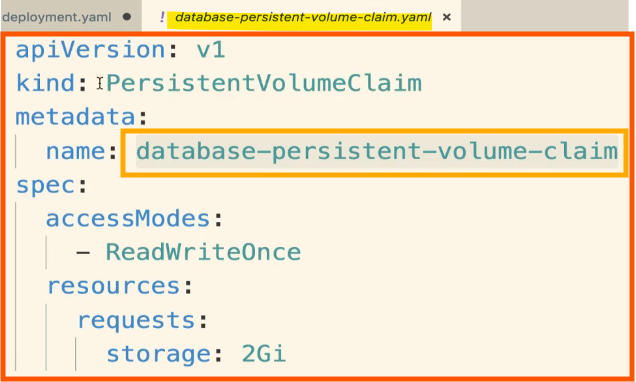 deployment.yaml ● ! database-persistent-volume-claim.yaml ×
apiVersion: v1
kind: PersistentVolumeClaim
metadata:
  name: database-persistent-volume-claim
spec:
  accessModes:
    - ReadWriteOnce
  resources:
    requests:
      storage: 2Gi